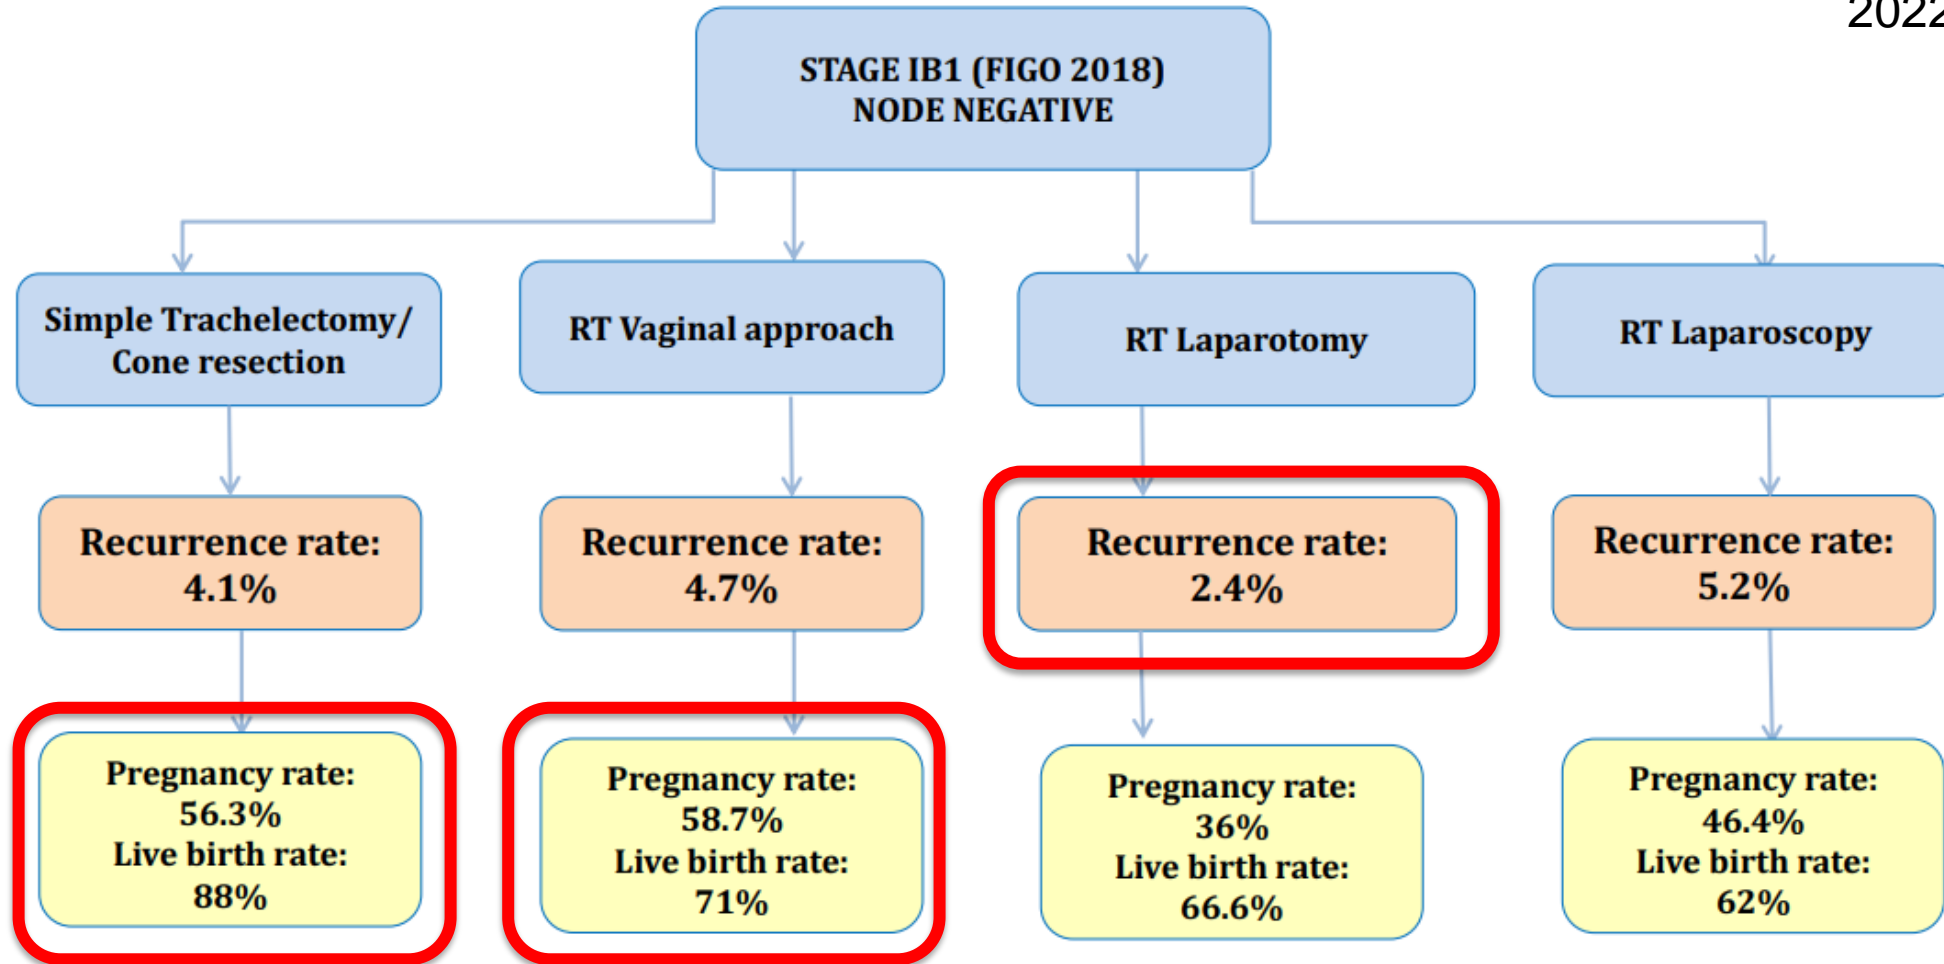 2022
STAGE IB1 (FIGO 2018)
NODE NEGATIVE
Simple Trachelectomy/
Cone resection
RT Vaginal approach
RT Laparotomy
RT Laparoscopy
Recurrence rate:
4.1%
Recurrence rate:
4.7%
Recurrence rate:
2.4%
Recurrence rate:
5.2%
Pregnancy rate:
56.3%
Live birth rate:
88%
Pregnancy rate:
58.7%
Live birth rate:
71%
Pregnancy rate:
36%
Live birth rate:
66.6%
Pregnancy rate:
46.4%
Live birth rate:
62%